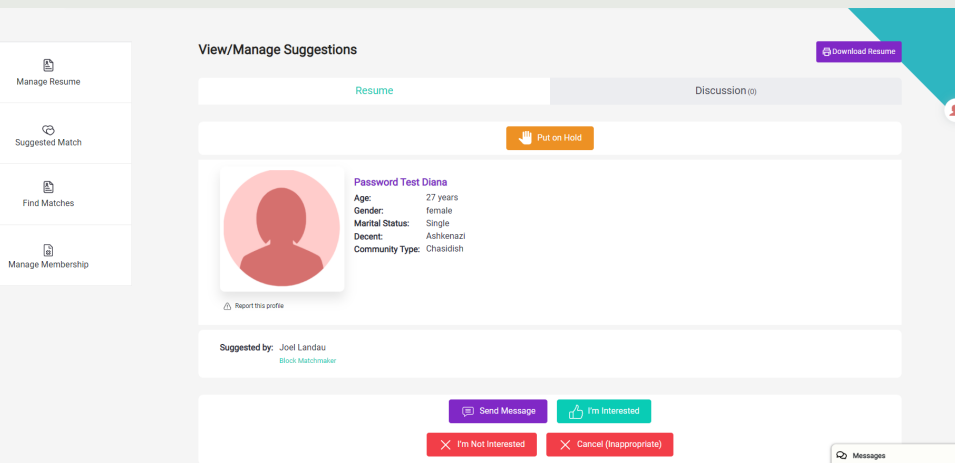 View/Manage Suggestions
Download Resume
Manage Resume
Suggested Match
Find Matches
Manage Membership
Resume
Discussion (0)
Put on Hold
Password Test Diana
Age: 27 years
Gender: female
Marital Status: Single
Decent: Ashkenazi
Community Type: Chasidish
Report this profile
Suggested by: Joel Landau
Block Matchmaker
Send Message
I'm Interested
I'm Not Interested
Cancel (Inappropriate)
Messages